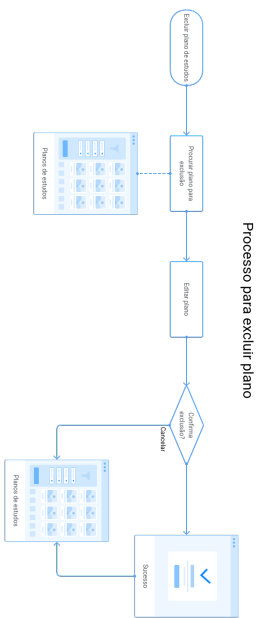 Processo para excluir plano
Excluir plano de estudos
Procurar plano para
exclusão
Editar plano
Confirma
exclusão?
Cancelar
Sucesso
Planos de estudos
Planos de estudos